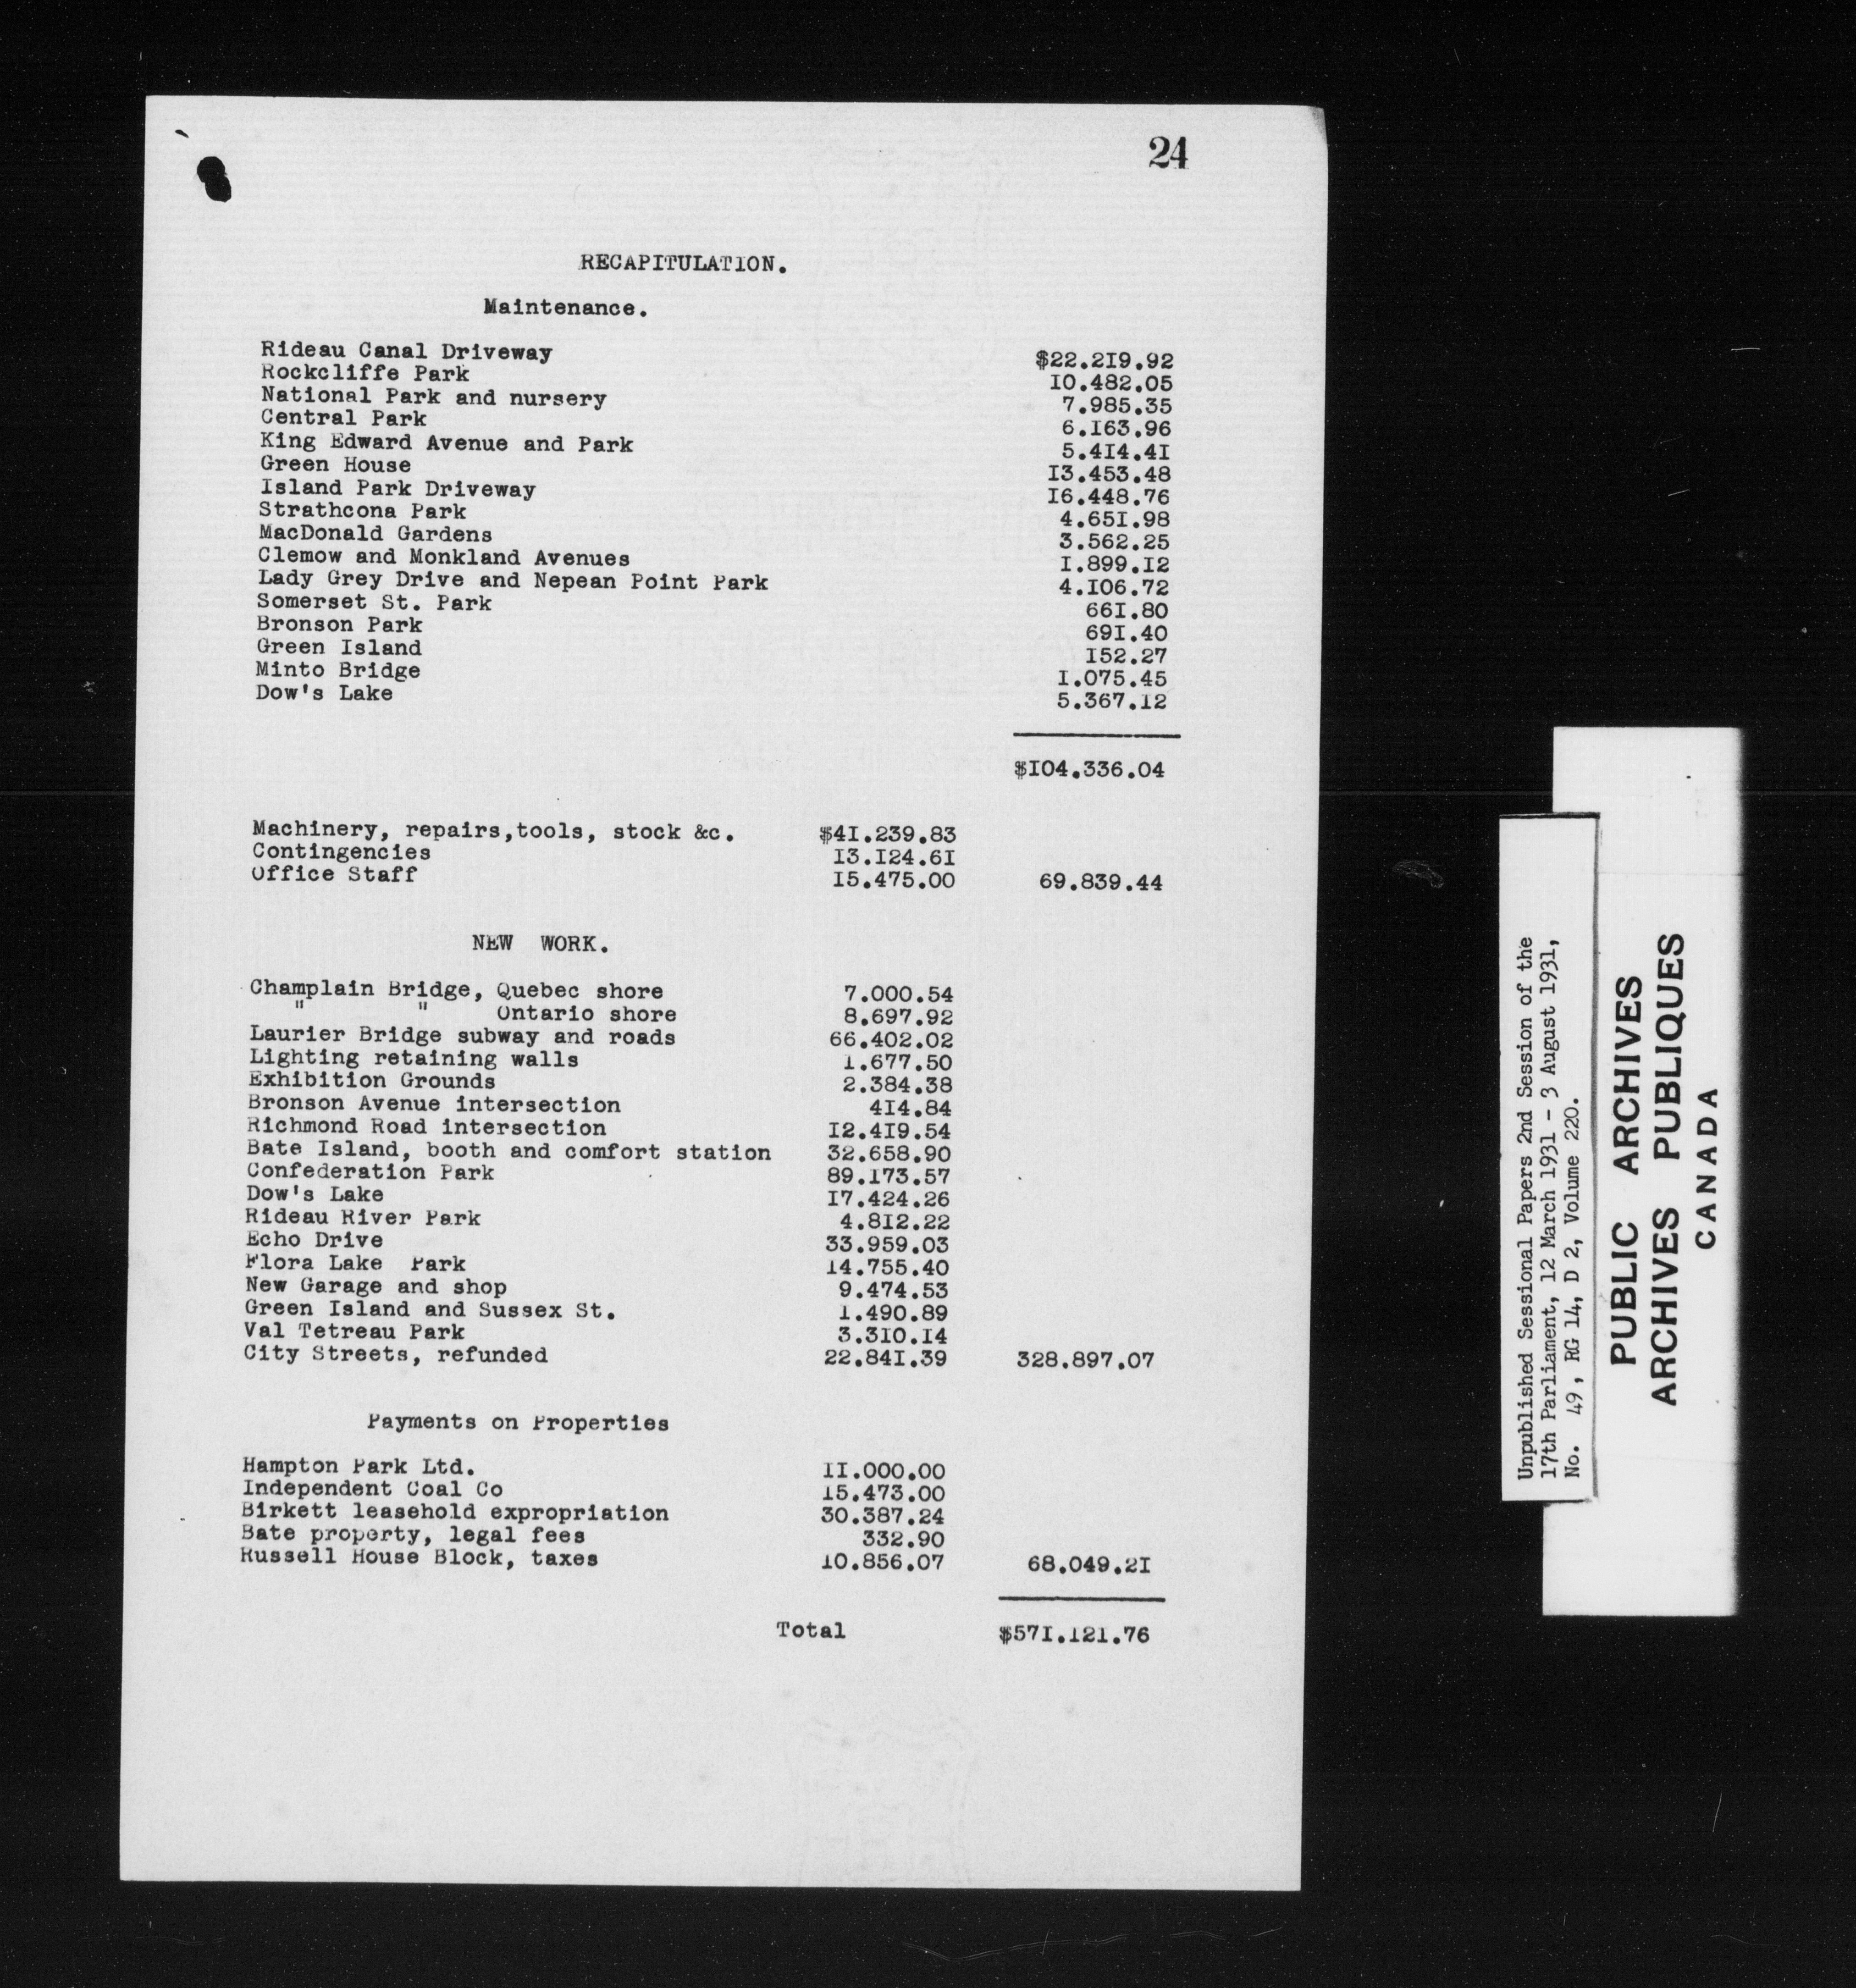 24
RECAPITULATION.
Maintenance.
Rideau Canal Driveway $22.219.92
Rockcliffe Park 10.482.05
National Park and nursery 7.985.35
Central Park 6.163.96
King Edward Avenue and Park 5.414.41
Green House 13.453.48
Island Park Driveway 16.448.76
Strathcona Park 4.651.98
MacDonald Gardens 3.562.25
Clemow and Monkland Avenues 1.899.12
Lady Grey Drive and Nepean Point Park 4.106.72
Somerset St. Park 661.80
Bronson Park 691.40
Green Island 152.27
Minto Bridge 1.075.45
Dow's Lake 5.367.12
$104.336.04
Machinery, repairs,tools, stock &c. $41.239.83
Contingencies 13.124.61
Office Staff 15.475.00 69.839.44
NEW WORK.
Champlain Bridge, Quebec shore 7.000.54
" " Ontario shore 8.697.92
Laurier Bridge subway and roads 66.402.02
Lighting retaining walls 1.677.50
Exhibition Grounds 2.384.38
Bronson Avenue intersection 414.84
Richmond Road intersection 12.419.54
Bate Island, booth and comfort station 32.658.90
Confederation Park 89.173.57
Dow's Lake 17.424.26
Rideau River Park 4.812.22
Echo Drive 33.959.03
Flora Lake Park 14.755.40
New Garage and shop 9.474.53
Green Island and Sussex St. 1.490.89
Val Tetreau Park 3.310.14
City Streets, refunded 22.841.39 328.897.07
Payments on Properties
Hampton Park Ltd. 11.000.00
Independent Coal Co 15.473.00
Birkett leasehold expropriation 30.387.24
Bate property, legal fees 332.90
Russell House Block, taxes 10.856.07 68.049.21
Total $571.121.76
Unpublished Sessional Papers 2nd Session of the
17th Parliament, 12 March 1931 - 3 August 1931,
No. 49, RG 14, D 2, Volume 220.
PUBLIC ARCHIVES
ARCHIVES PUBLIQUES
CANADA